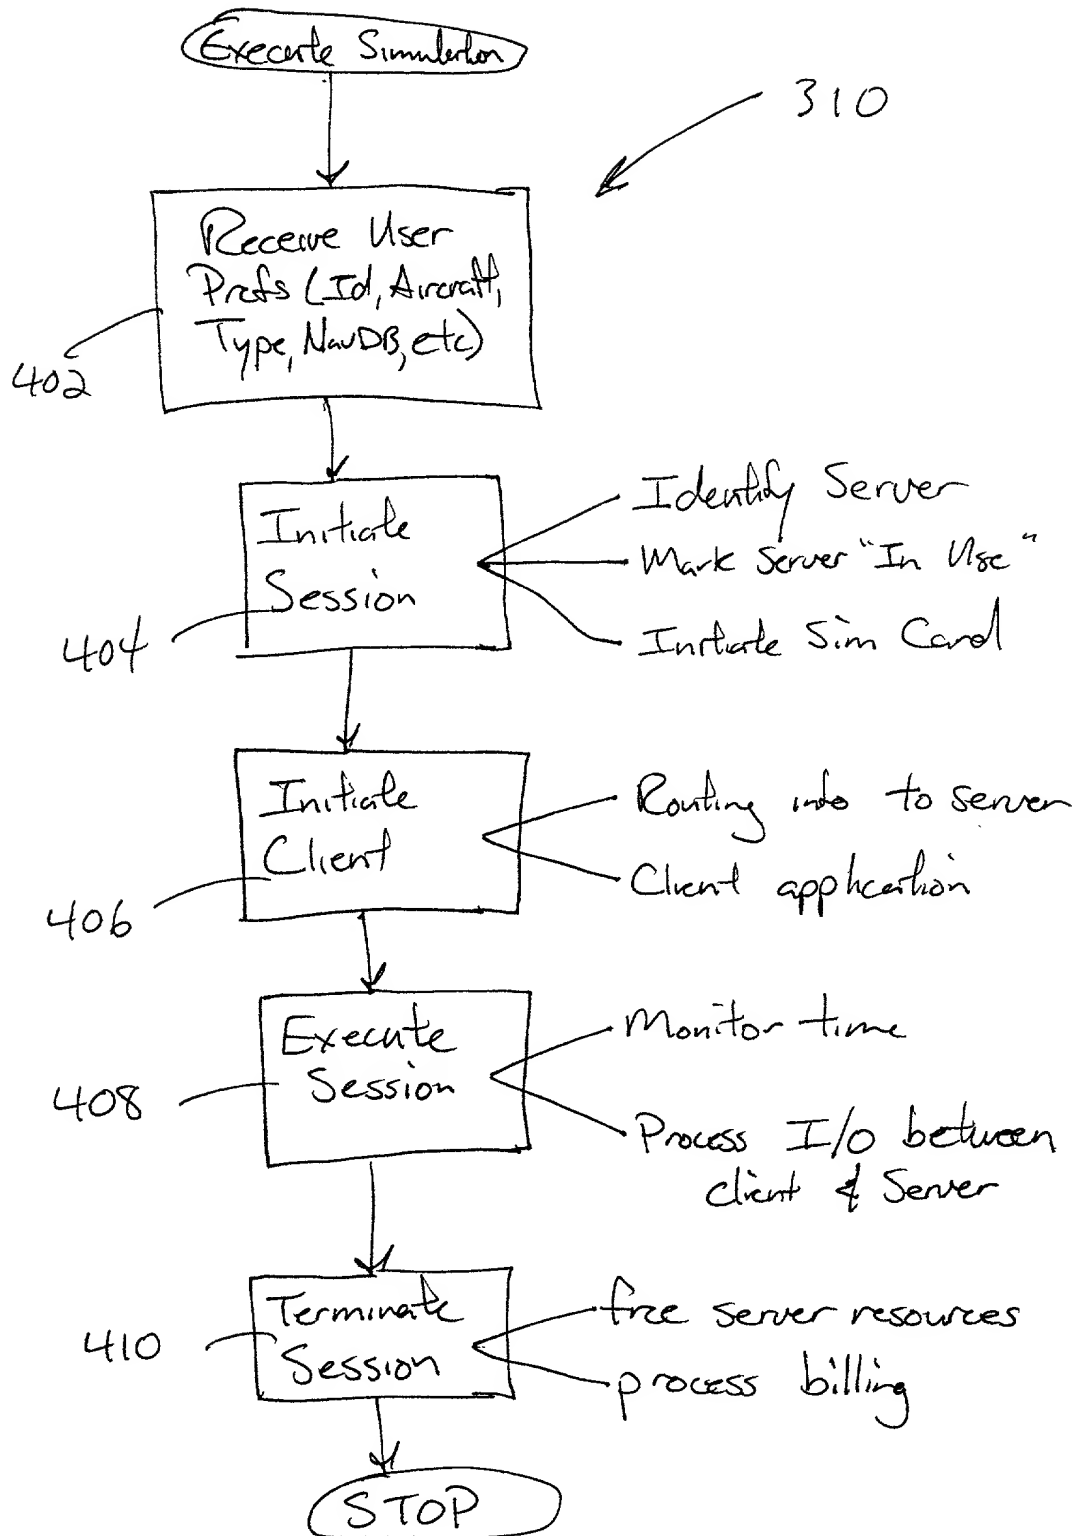 Execute Simulation
310
Receive User
Prefs (Id, Aircraft,
Type, NavDB, etc)
402
Initiate
Session
404
Identify Server
Mark Server "In Use"
Initiate Sim Card
Initiate
Client
406
Routing info to server
Client application
Execute
Session
408
Monitor time
Process I/O between
client & Server
Terminate
Session
410
free server resources
process billing
STOP